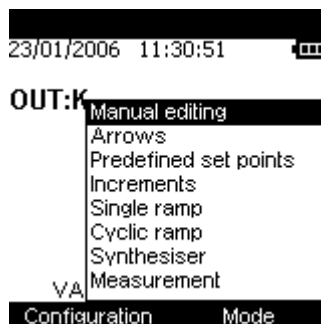 23/01/2006 11:30:51
OUT:K
Manual editing
Arrows
Predefined set points
Increments
Single ramp
Cyclic ramp
Synthesiser
Measurement
VA
Configuration Mode